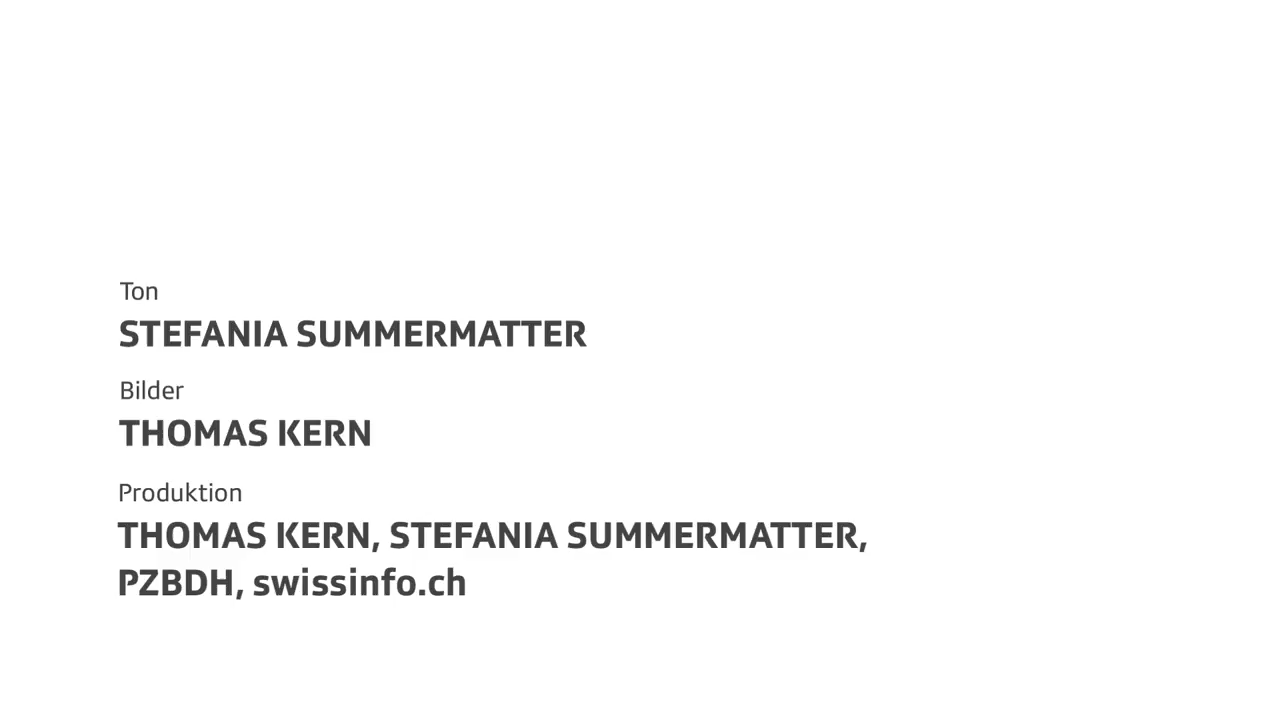 Ton
STEFANIA SUMMERMATTER
Bilder
THOMAS KERN
Produktion
THOMAS KERN, STEFANIA SUMMERMATTER,
PZBDH, swissinfo.ch